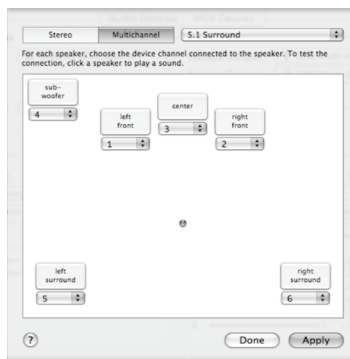 Stereo Multichannel 5.1 Surround
For each speaker, choose the device channel connected to the speaker. To test the
connection, click a speaker to play a sound.
sub-
woofer
4
center
3
left
front
1
right
front
2
left
surround
5
right
surround
6
? Done Apply